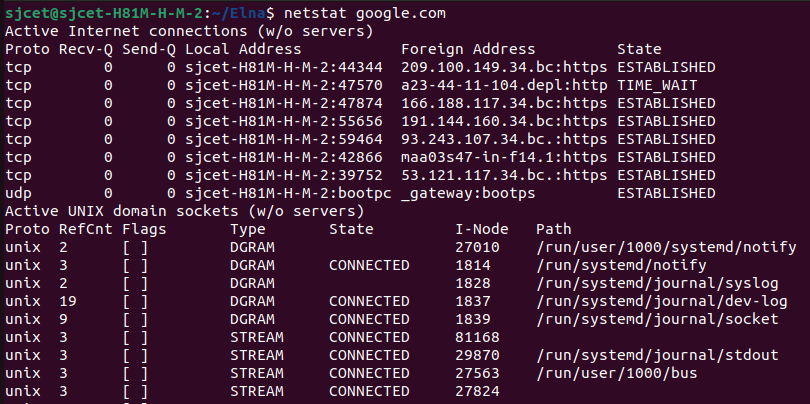 sjcet@sjcet-H81M-H-M-2:~/Elna$ netstat google.com
Active Internet connections (w/o servers)
Proto Recv-Q Send-Q Local Address           Foreign Address         State
tcp        0      0 sjcet-H81M-H-M-2:44344  209.100.149.34.bc:https ESTABLISHED
tcp        0      0 sjcet-H81M-H-M-2:47570  a23-44-11-104.depl:http TIME_WAIT
tcp        0      0 sjcet-H81M-H-M-2:47874  166.188.117.34.bc:https ESTABLISHED
tcp        0      0 sjcet-H81M-H-M-2:55656  191.144.160.34.bc:https ESTABLISHED
tcp        0      0 sjcet-H81M-H-M-2:59464  93.243.107.34.bc.:https ESTABLISHED
tcp        0      0 sjcet-H81M-H-M-2:42866  maa03s47-in-f14.1:https ESTABLISHED
tcp        0      0 sjcet-H81M-H-M-2:39752  53.121.117.34.bc.:https ESTABLISHED
udp        0      0 sjcet-H81M-H-M-2:bootpc _gateway:bootps         ESTABLISHED
Active UNIX domain sockets (w/o servers)
Proto RefCnt Flags       Type       State         I-Node   Path
unix  2      [ ]         DGRAM                    27010    /run/user/1000/systemd/notify
unix  3      [ ]         DGRAM      CONNECTED     1814     /run/systemd/notify
unix  2      [ ]         DGRAM                    1828     /run/systemd/journal/syslog
unix  19     [ ]         DGRAM      CONNECTED     1837     /run/systemd/journal/dev-log
unix  9      [ ]         DGRAM      CONNECTED     1839     /run/systemd/journal/socket
unix  3      [ ]         STREAM     CONNECTED     81168
unix  3      [ ]         STREAM     CONNECTED     29870    /run/systemd/journal/stdout
unix  3      [ ]         STREAM     CONNECTED     27563    /run/user/1000/bus
unix  3      [ ]         STREAM     CONNECTED     27824